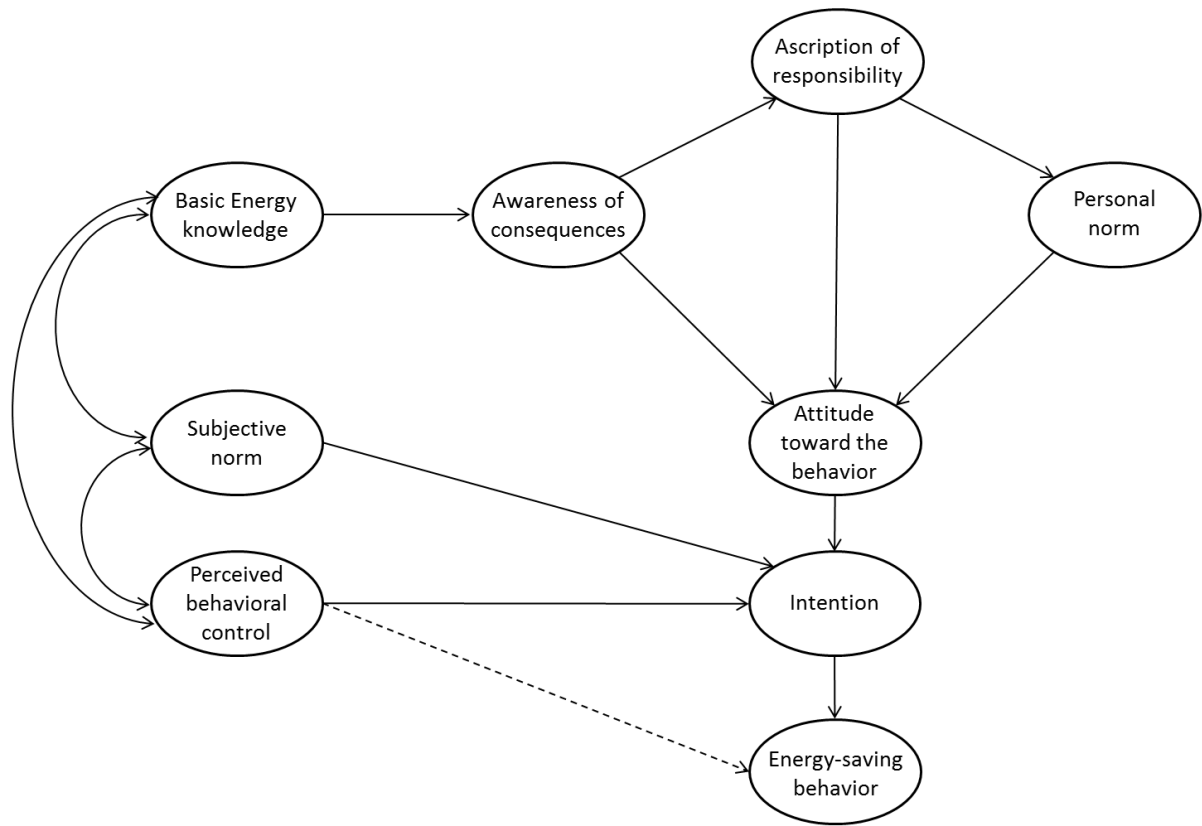 Ascription of
responsibility
Basic Energy
knowledge
Awareness of
consequences
Personal
norm
Subjective
norm
Attitude
toward the
behavior
Perceived
behavioral
control
Intention
Energy-saving
behavior